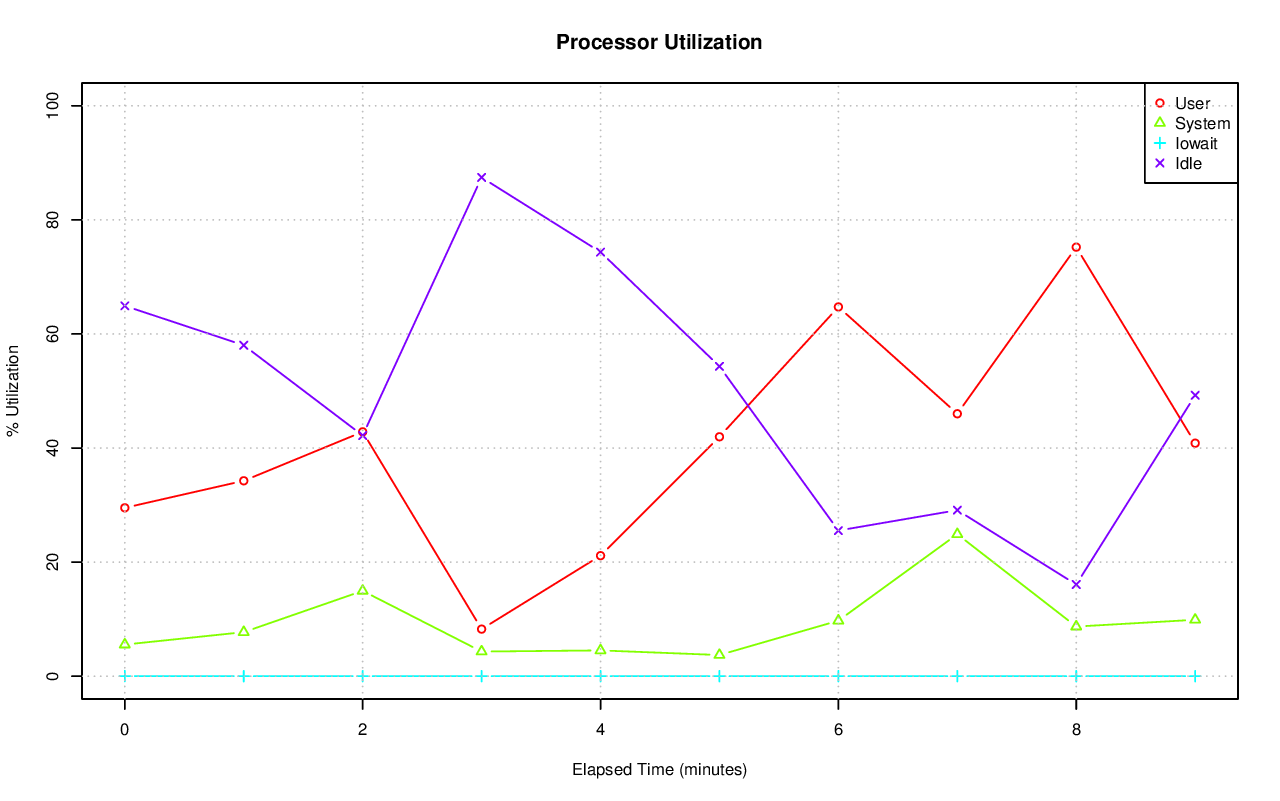 Processor Utilization
User
System
Iowait
Idle
100
80
60
40
20
0
% Utilization
0 2 4 6 8
Elapsed Time (minutes)